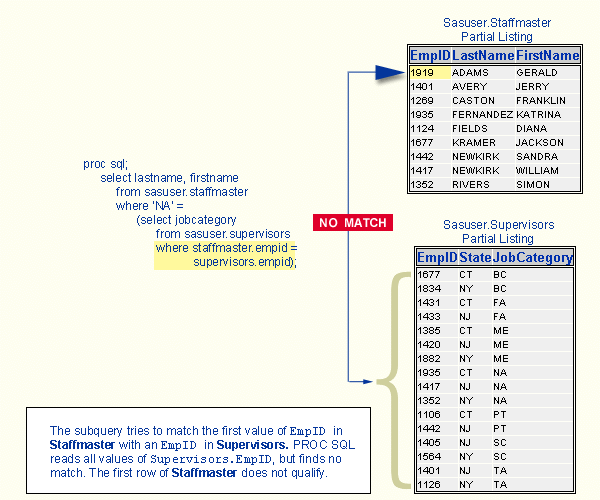 Sasuser.Staffmaster
Partial Listing
EmpID LastName FirstName
1919 ADAMS GERALD
1401 AVERY JERRY
1269 CASTON FRANKLIN
1935 FERNANDEZ KATRINA
1124 FIELDS DIANA
1677 KRAMER JACKSON
1442 NEWKIRK SANDRA
1417 NEWKIRK WILLIAM
1352 RIVERS SIMON
proc sql;
select lastname, firstname
from sasuser.staffmaster
where 'NA' =
(select jobcategory
from sasuser.supervisors
where staffmaster.empid =
supervisors.empid);
NO MATCH
Sasuser.Supervisors
Partial Listing
EmpID State JobCategory
1677 CT BC
1834 NY BC
1431 CT FA
1433 NJ FA
1385 CT ME
1420 NJ ME
1882 NY ME
1935 CT NA
1417 NJ NA
1352 NY NA
1106 CT PT
1442 NJ PT
1405 NJ SC
1564 NY SC
1401 NJ TA
1126 NY TA
The subquery tries to match the first value of EmpID in
Staffmaster with an EmpID in Supervisors. PROC SQL
reads all values of Supervisors.EmpID, but finds no
match. The first row of Staffmaster does not qualify.